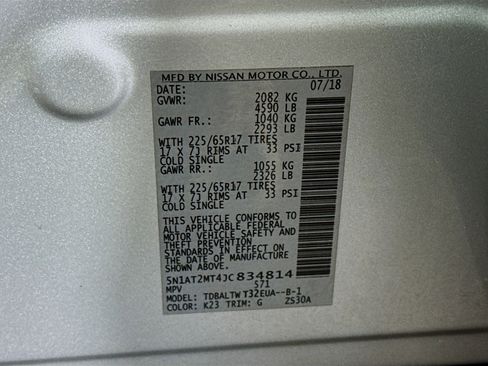 MFD BY NISSAN MOTOR CO., LTD.
DATE: 07/18
GVWR: 2082 KG
4590 LB
GAWR FR.: 1040 KG
2293 LB
WITH 225/65R17 TIRES
17 X 7J RIMS AT 33 PSI
COLD SINGLE
GAWR RR.: 1055 KG
2326 LB
WITH 225/65R17 TIRES
17 X 7J RIMS AT 33 PSI
COLD SINGLE
THIS VEHICLE CONFORMS TO
ALL APPLICABLE FEDERAL
MOTOR VEHICLE SAFETY AND
THEFT PREVENTION
STANDARDS IN EFFECT ON
THE DATE OF MANUFACTURE
5N1AT2MT4JC834814
MPV 571
MODEL: TDBALTW T32EUA--B-1
COLOR: K23 TRIM: G ZS30A